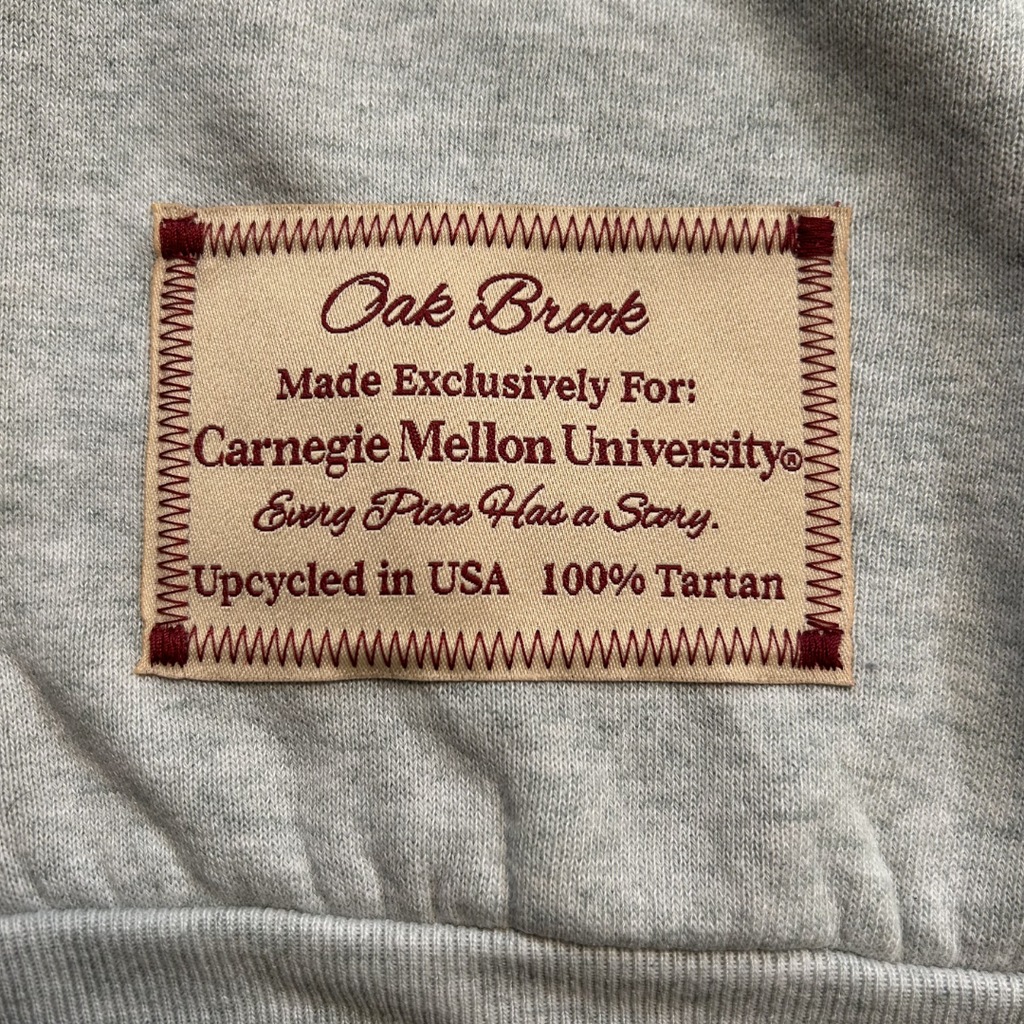 Oak Brook
Made Exclusively For:
Carnegie Mellon University®
Every Piece Has a Story.
Upcycled in USA 100% Tartan